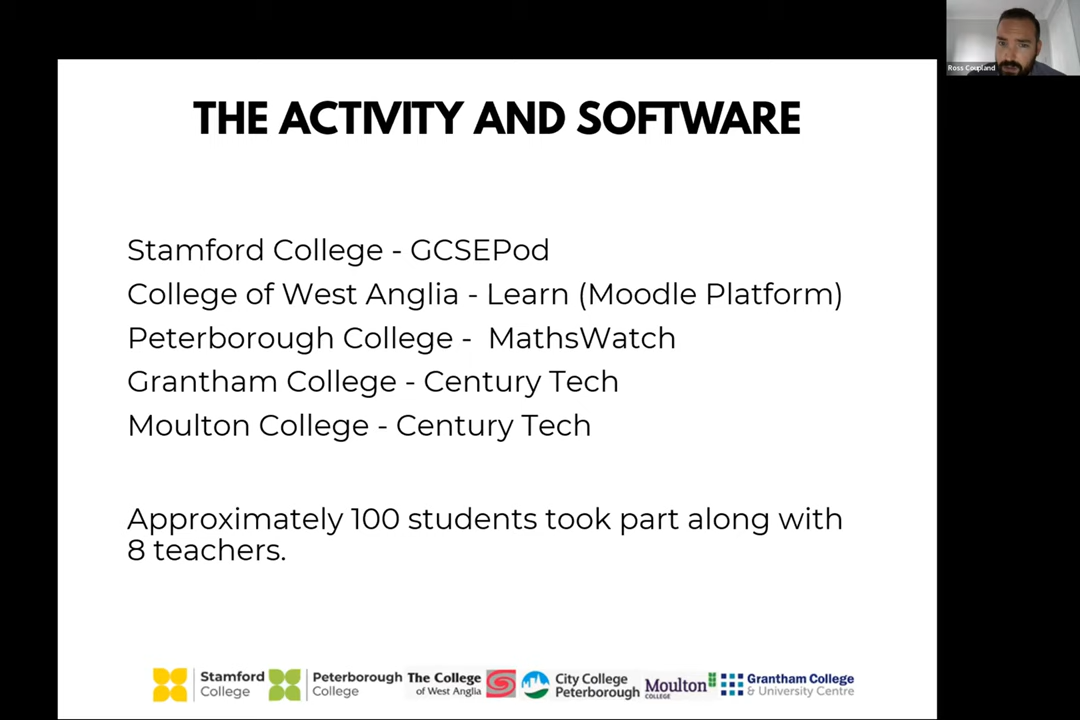 Ross Coupland
THE ACTIVITY AND SOFTWARE
Stamford College - GCSEPod
College of West Anglia - Learn (Moodle Platform)
Peterborough College - MathsWatch
Grantham College - Century Tech
Moulton College - Century Tech
Approximately 100 students took part along with
8 teachers.
Stamford
College
Peterborough
College
The College
of West Anglia
City College
Peterborough
Moulton
COLLEGE
Grantham College
& University Centre